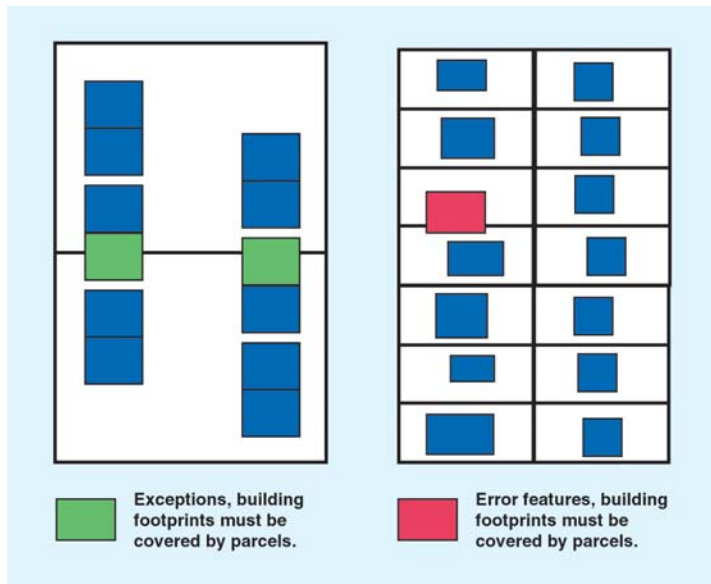 Exceptions, building
footprints must be
covered by parcels.
Error features, building
footprints must be
covered by parcels.